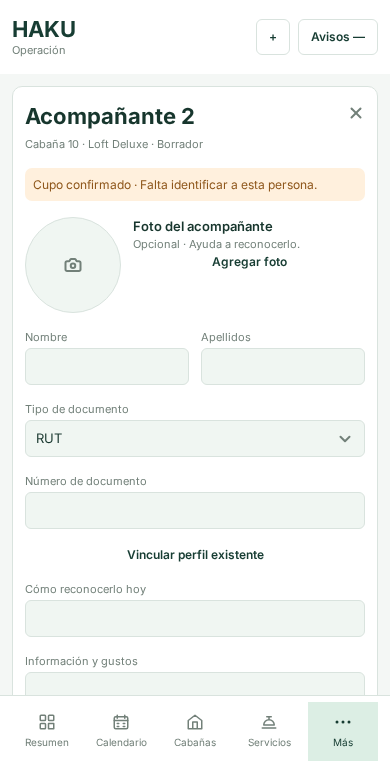 HAKU
Operación
+
Avisos —
Acompañante 2
Cabaña 10 · Loft Deluxe · Borrador
Cupo confirmado · Falta identificar a esta persona.
Foto del acompañante
Opcional · Ayuda a reconocerlo.
Agregar foto
Nombre
Apellidos
Tipo de documento
RUT
Número de documento
Vincular perfil existente
Cómo reconocerlo hoy
Información y gustos
Resumen
Calendario
Cabañas
Servicios
Más